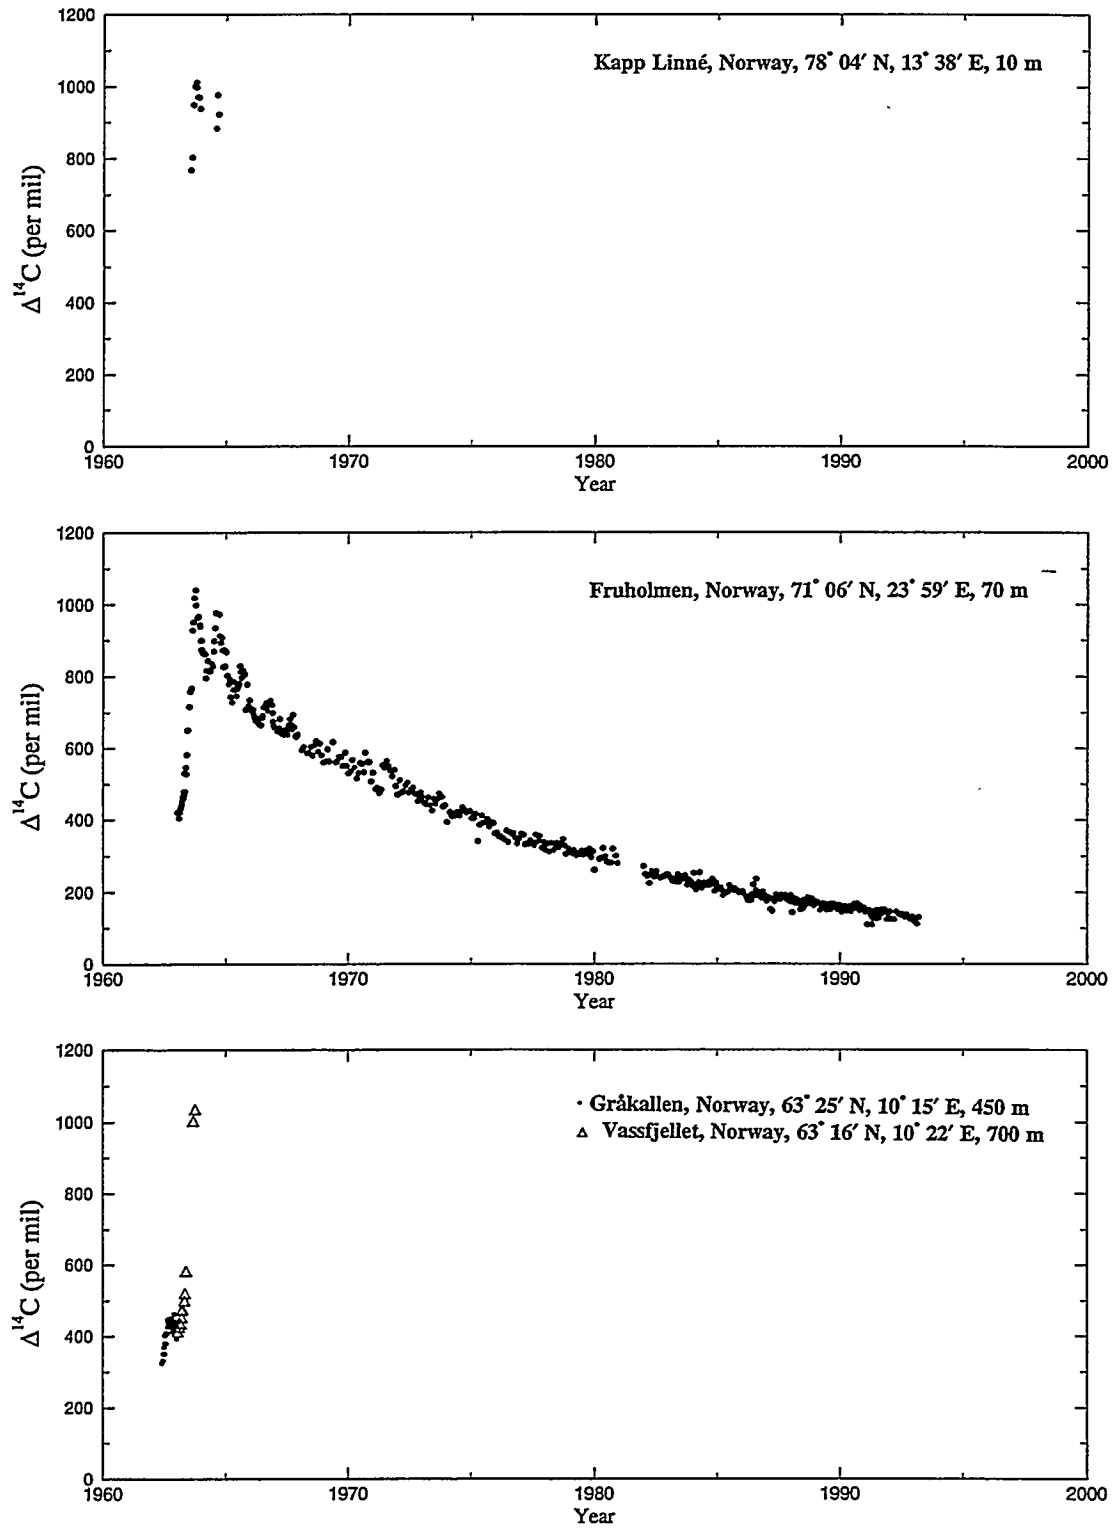 1200
Kapp Linné, Norway, 78° 04′ N, 13° 38′ E, 10 m
1000
800
600
400
200
0
Δ¹⁴C (per mil)
1960 1970 1980 1990 2000
Year
1200
Fruholmen, Norway, 71° 06′ N, 23° 59′ E, 70 m
1000
800
600
400
200
0
Δ¹⁴C (per mil)
1960 1970 1980 1990 2000
Year
1200
Gråkallen, Norway, 63° 25′ N, 10° 15′ E, 450 m
Vassfjellet, Norway, 63° 16′ N, 10° 22′ E, 700 m
1000
800
600
400
200
0
Δ¹⁴C (per mil)
1960 1970 1980 1990 2000
Year